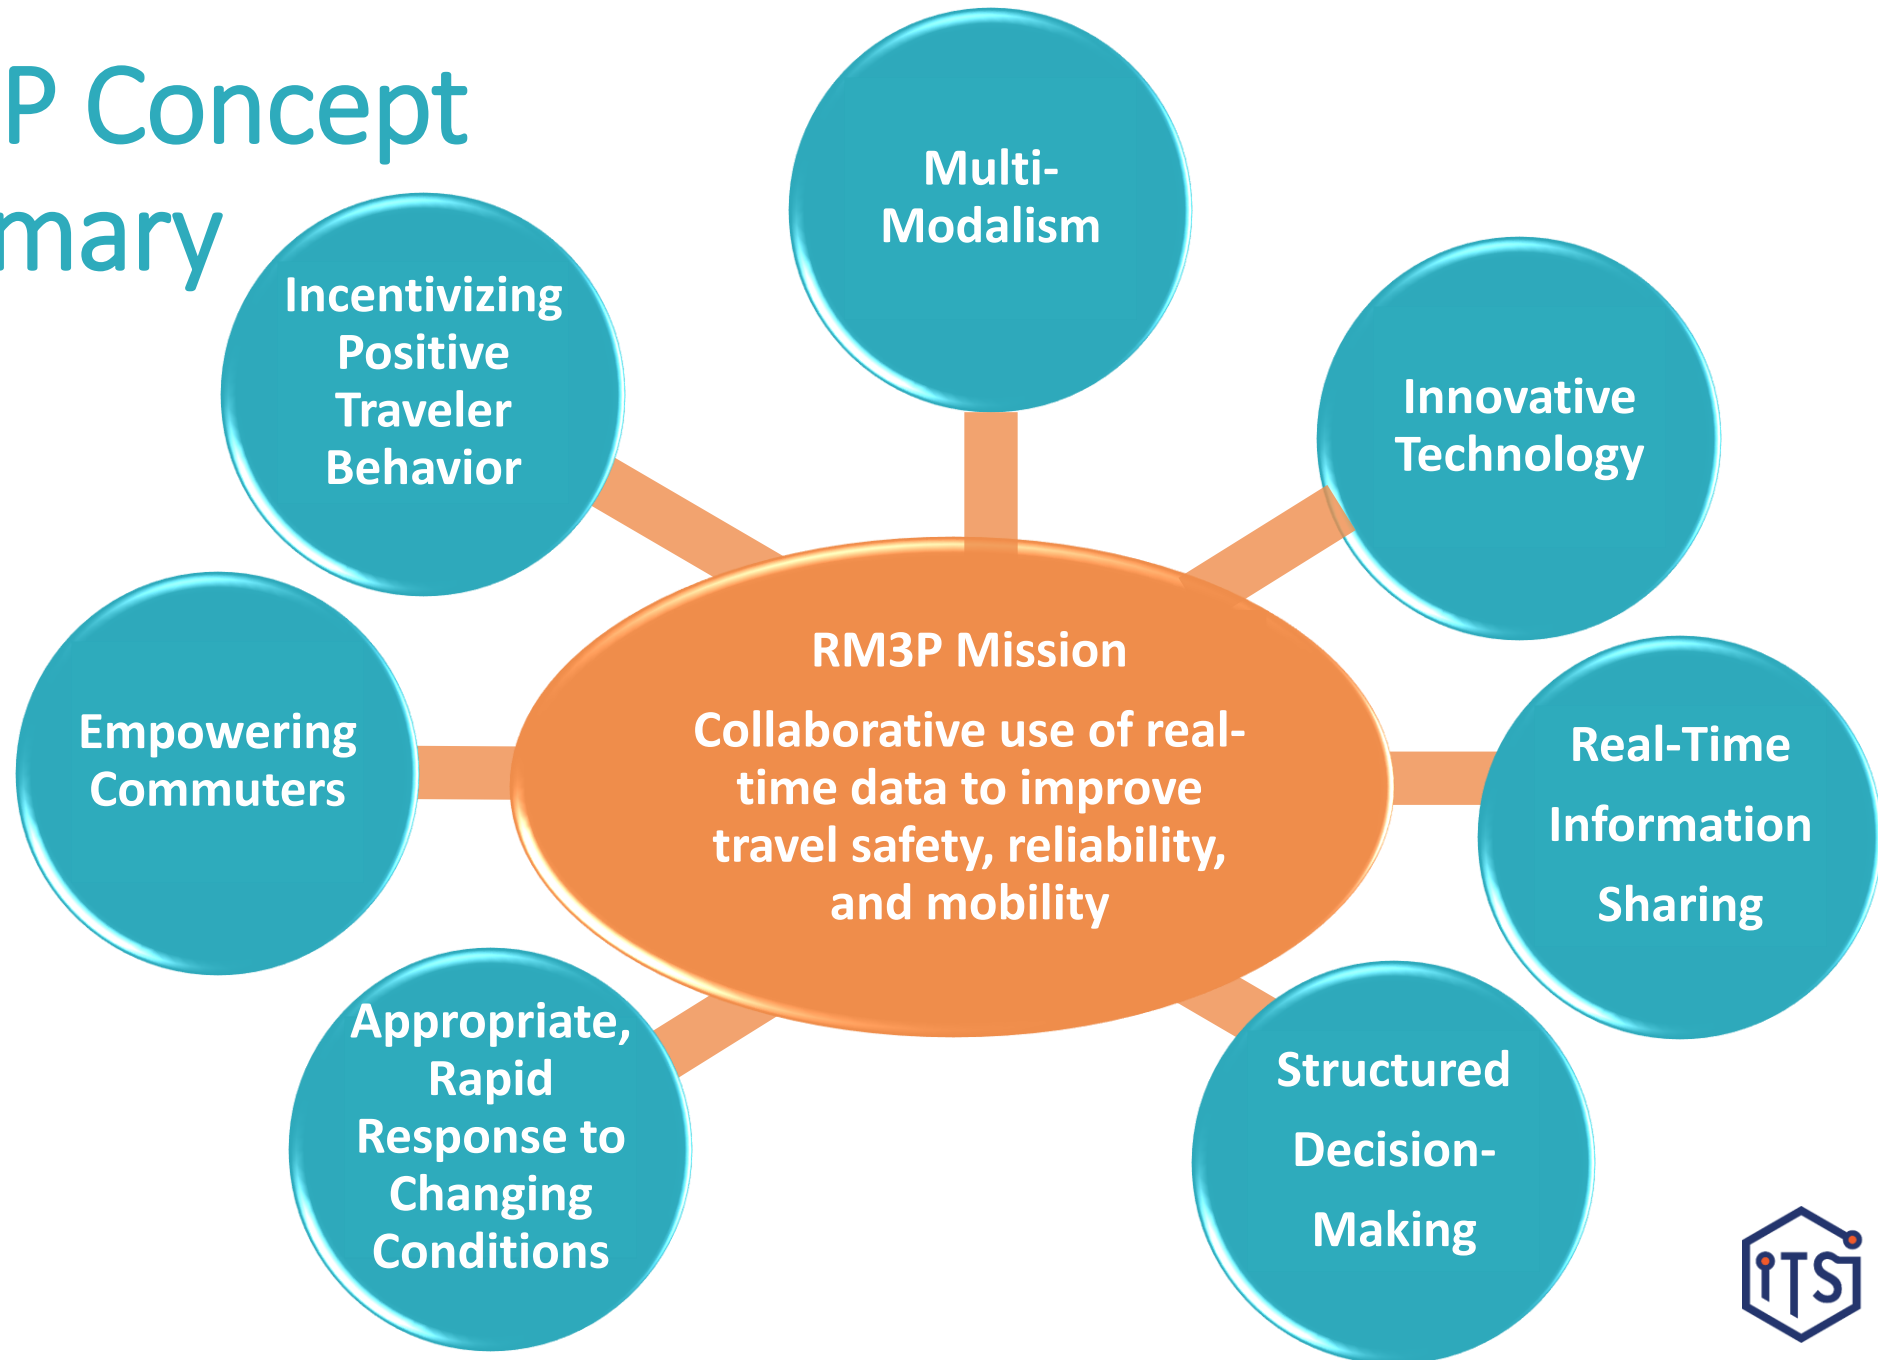 P Concept
mary
Multi-
Modalism
Incentivizing
Positive
Traveler
Behavior
Innovative
Technology
Empowering
Commuters
RM3P Mission
Collaborative use of real-
time data to improve
travel safety, reliability,
and mobility
Real-Time
Information
Sharing
Appropriate,
Rapid
Response to
Changing
Conditions
Structured
Decision-
Making
iTS